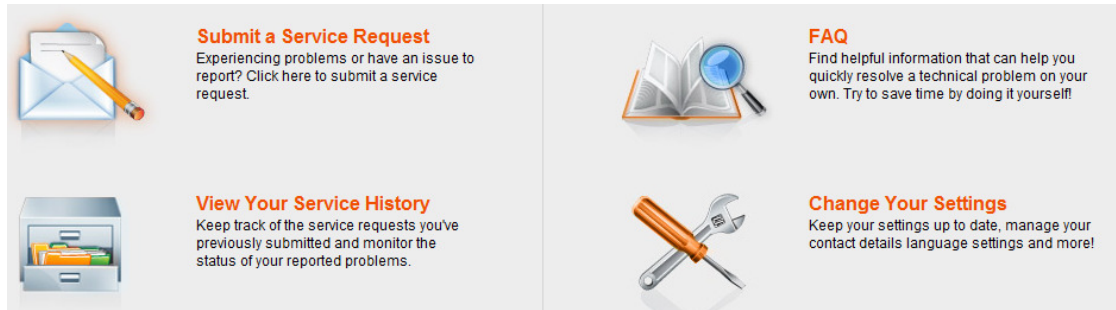 Submit a Service Request
Experiencing problems or have an issue to
report? Click here to submit a service
request.
FAQ
Find helpful information that can help you
quickly resolve a technical problem on your
own. Try to save time by doing it yourself!
View Your Service History
Keep track of the service requests you've
previously submitted and monitor the
status of your reported problems.
Change Your Settings
Keep your settings up to date, manage your
contact details language settings and more!